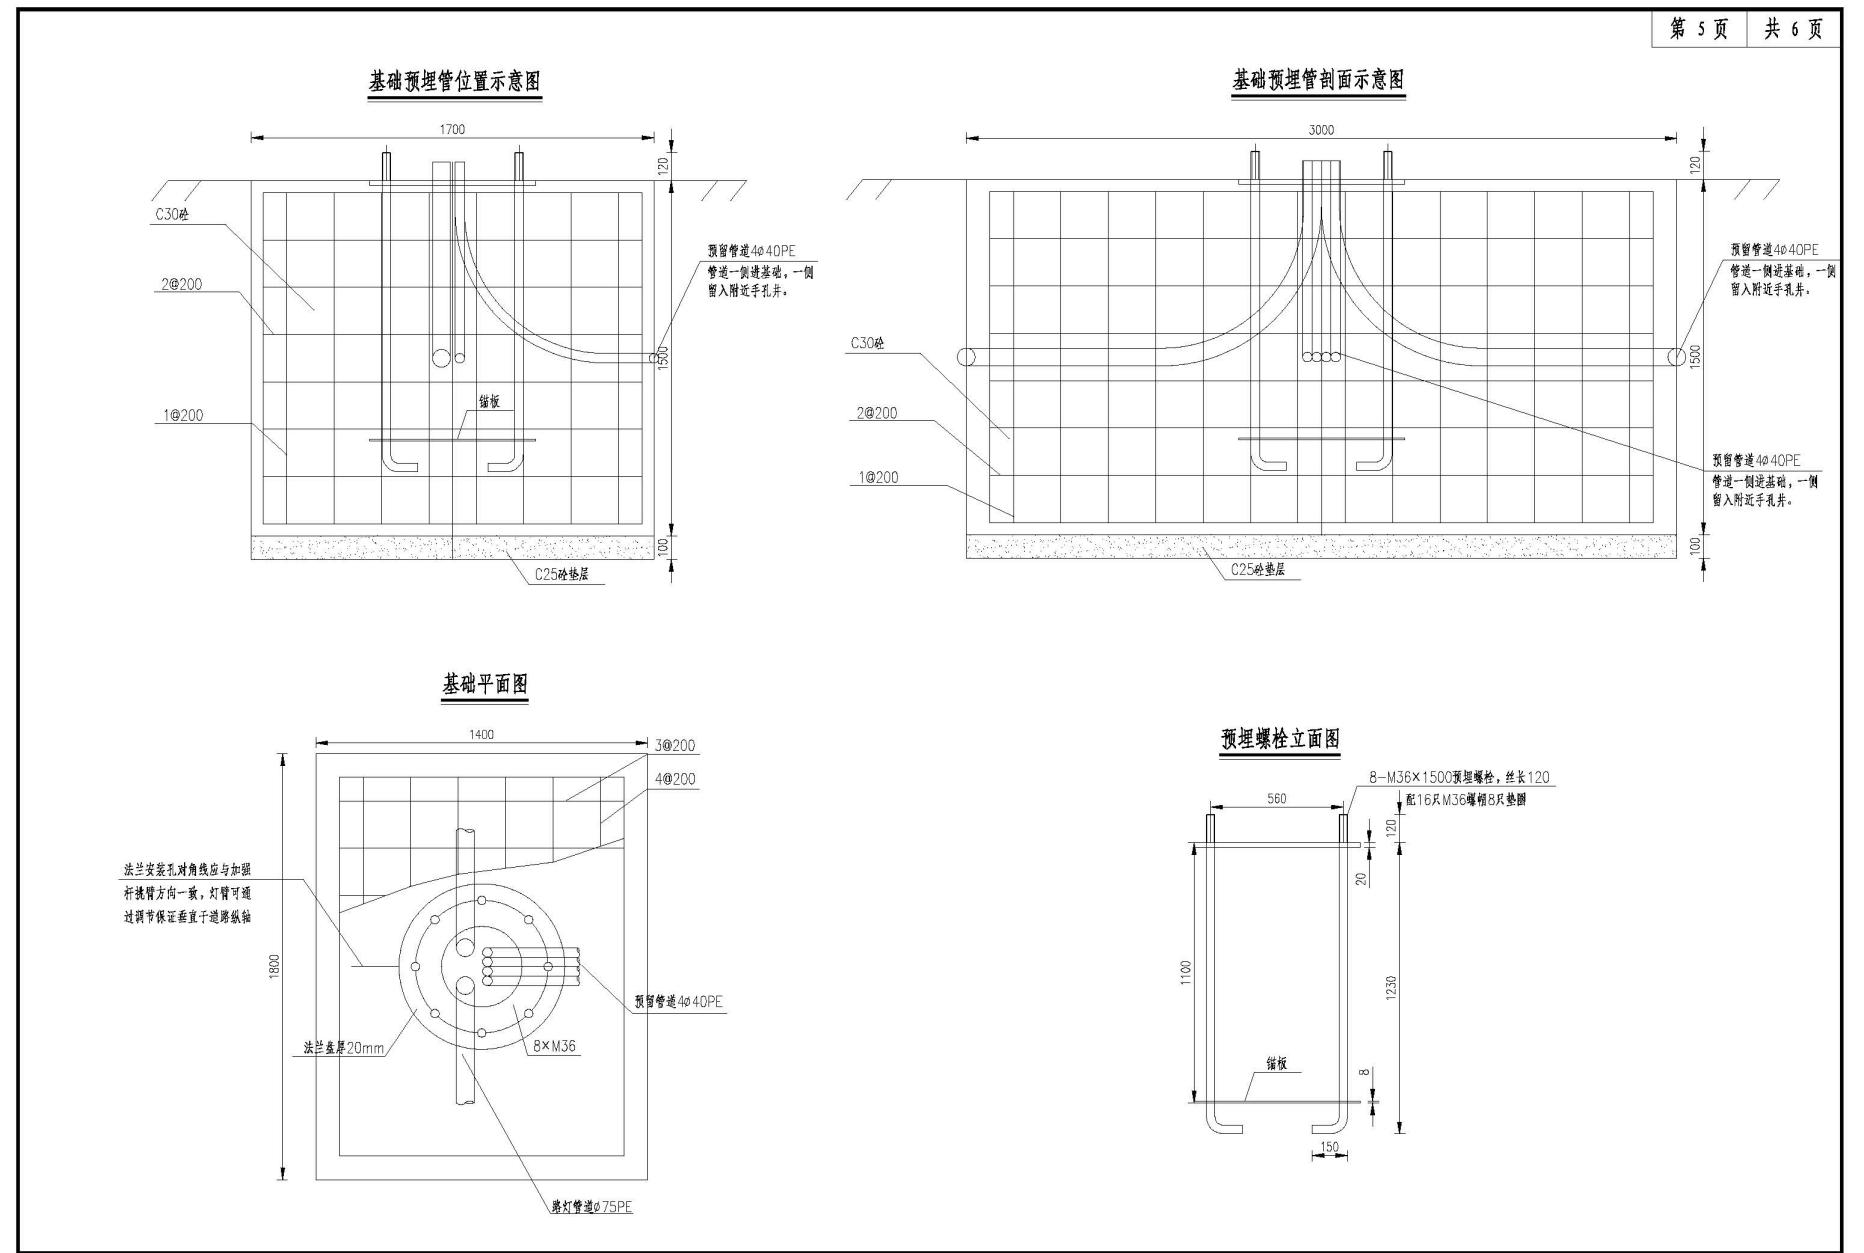 第 5 页 共 6 页
基础预埋管位置示意图
1700
120
C30砼
2@200
1@200
预留管道4ø40PE
管道一侧进基础，一侧
留入附近手孔井。
1500
锚板
100
C25砼垫层
基础预埋管剖面示意图
3000
120
C30砼
2@200
1@200
预留管道4ø40PE
管道一侧进基础，一侧
留入附近手孔井。
1500
预留管道4ø40PE
管道一侧进基础，一侧
留入附近手孔井。
100
C25砼垫层
基础平面图
1400
3@200
4@200
法兰安装孔对角线应与加强
杆挑臂方向一致，灯臂可通
过调节保证垂直于道路纵轴
1800
预留管道4ø40PE
法兰盘厚20mm
8×M36
路灯管道ø75PE
预埋螺栓立面图
8-M36×1500预埋螺栓，丝长120
配16只M36螺帽8只垫圈
560
120
20
1100
1230
锚板
8
150